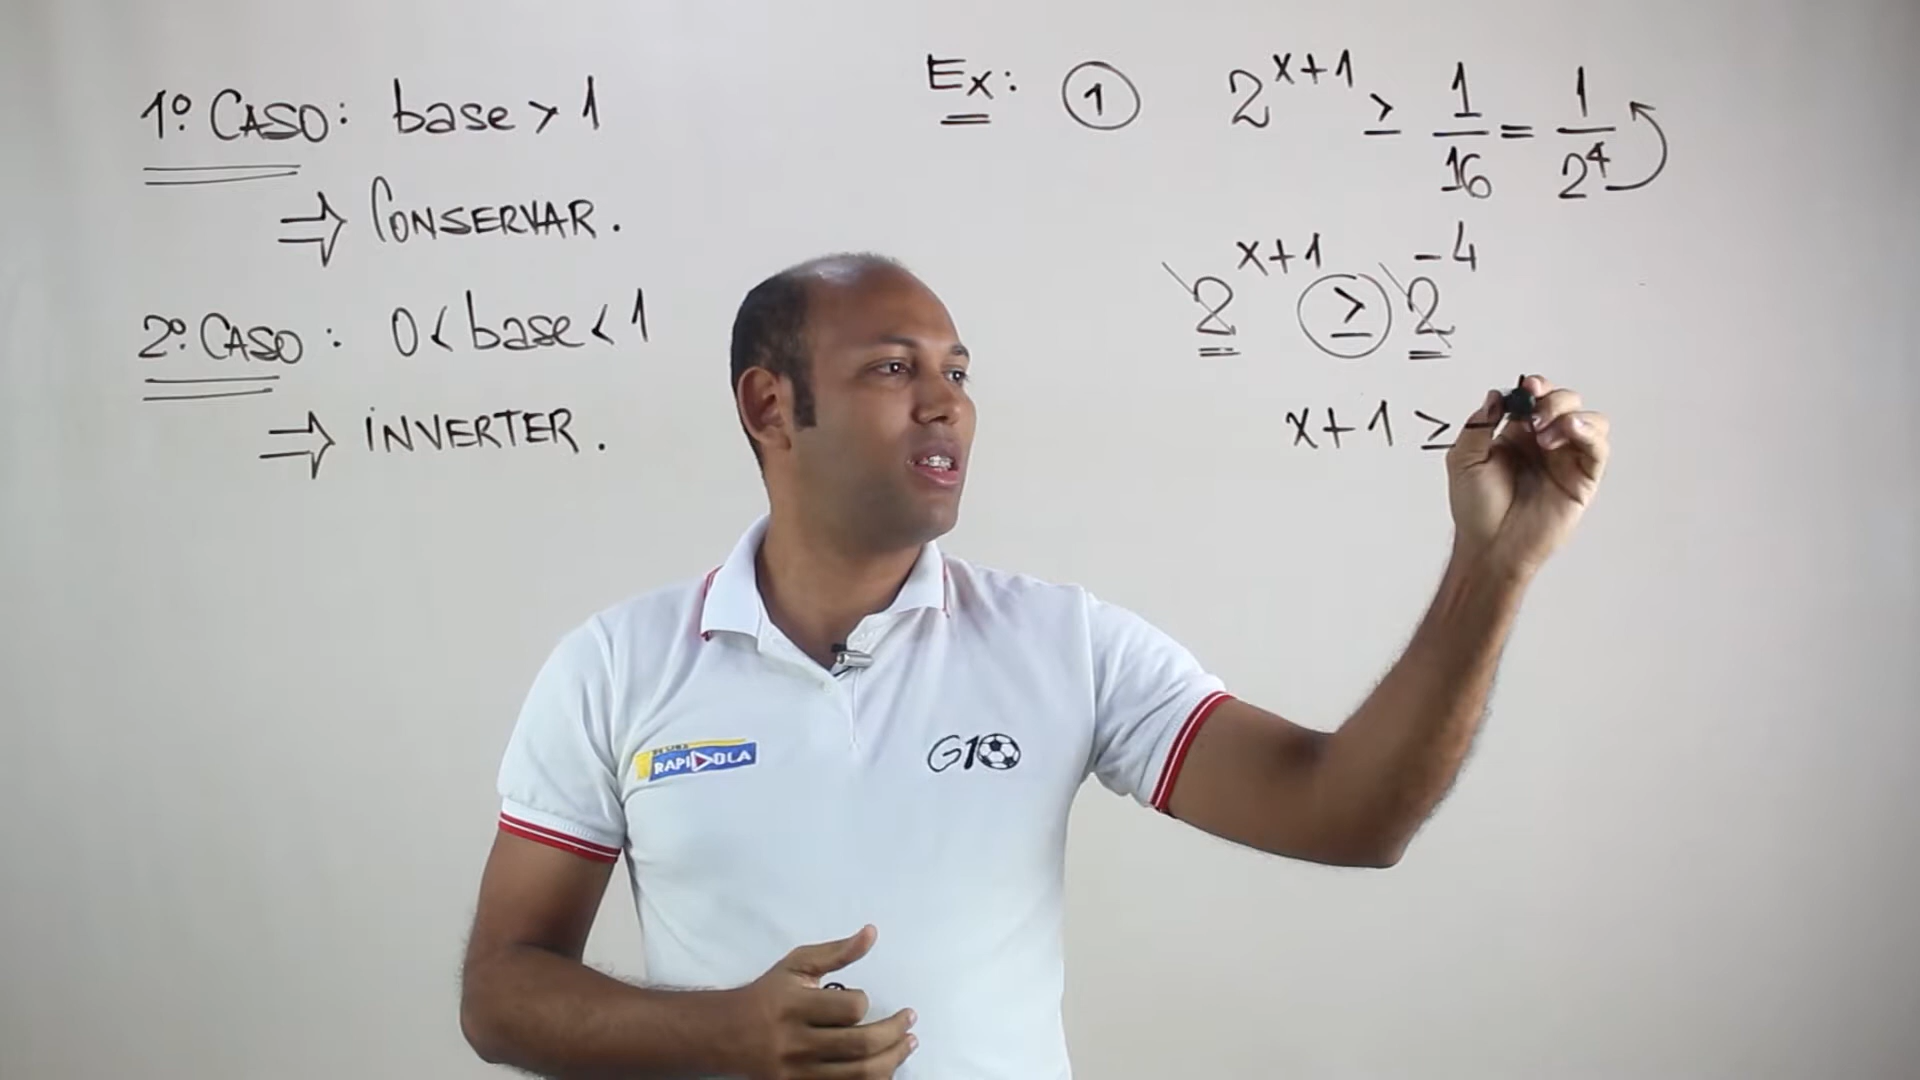 1º CASO: base > 1
⇒ CONSERVAR.
2º CASO: 0 < base < 1
⇒ INVERTER.
Ex: 1 2^(x+1) ≥ 1/16 = 1/2^4
2^(x+1) ≥ 2^(-4)
x+1 ≥ -
RAPIDOLA
G10